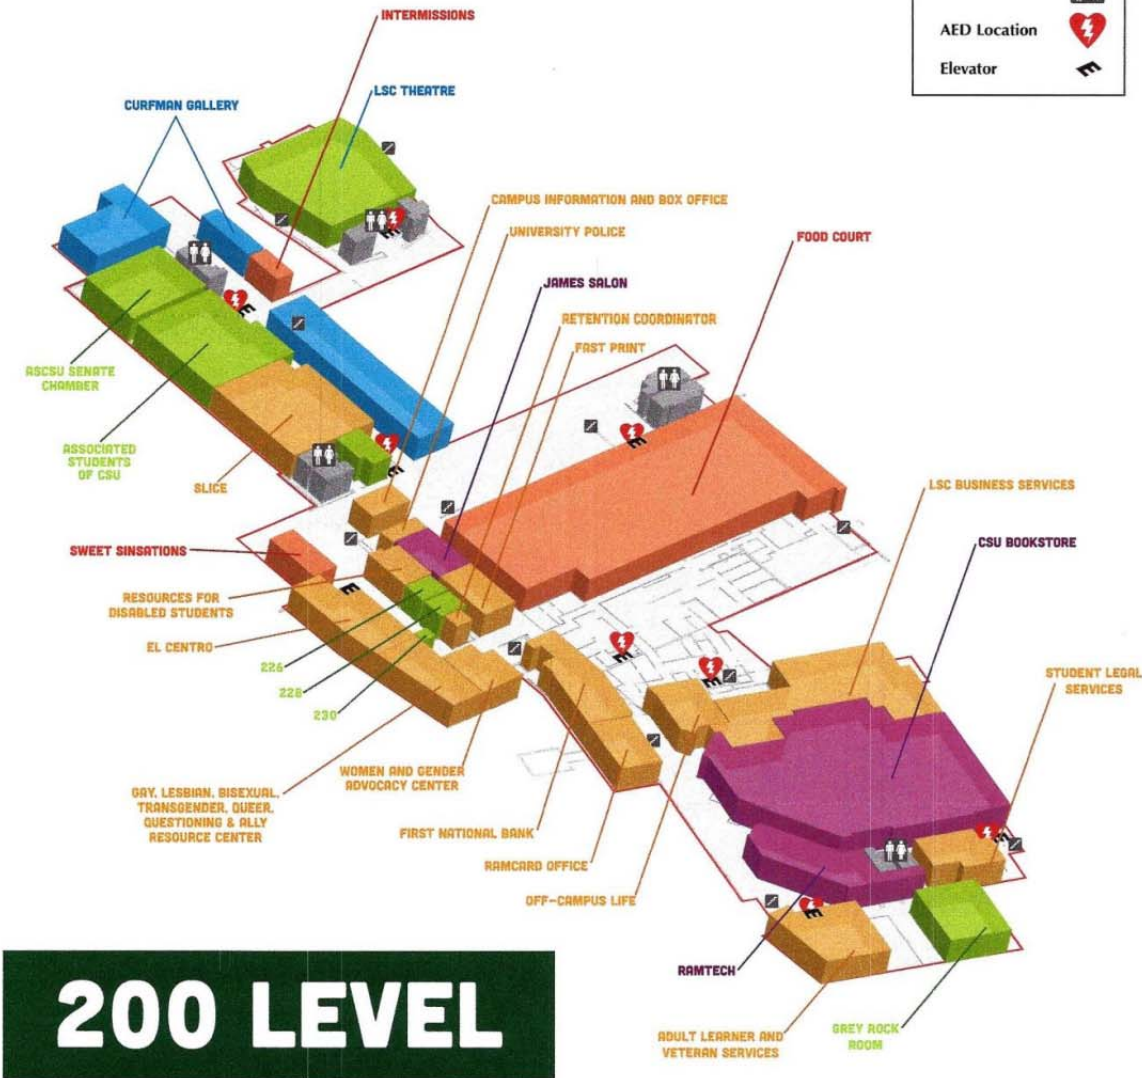 INTERMISSIONS
AED Location
Elevator
E
LSC THEATRE
CURFMAN GALLERY
CAMPUS INFORMATION AND BOX OFFICE
UNIVERSITY POLICE
FOOD COURT
JAMES SALON
RETENTION COORDINATOR
FAST PRINT
ASCSU SENATE
CHAMBER
ASSOCIATED
STUDENTS
OF CSU
SLICE
LSC BUSINESS SERVICES
CSU BOOKSTORE
SWEET SINSATIONS
RESOURCES FOR
DISABLED STUDENTS
EL CENTRO
226
228
230
STUDENT LEGAL
SERVICES
WOMEN AND GENDER
ADVOCACY CENTER
GAY, LESBIAN, BISEXUAL,
TRANSGENDER, QUEER,
QUESTIONING & ALLY
RESOURCE CENTER
FIRST NATIONAL BANK
RAMCARD OFFICE
OFF-CAMPUS LIFE
RAMTECH
ADULT LEARNER AND
VETERAN SERVICES
GREY ROCK
ROOM
200 LEVEL
E
E
E
E
E
E
E
E
E